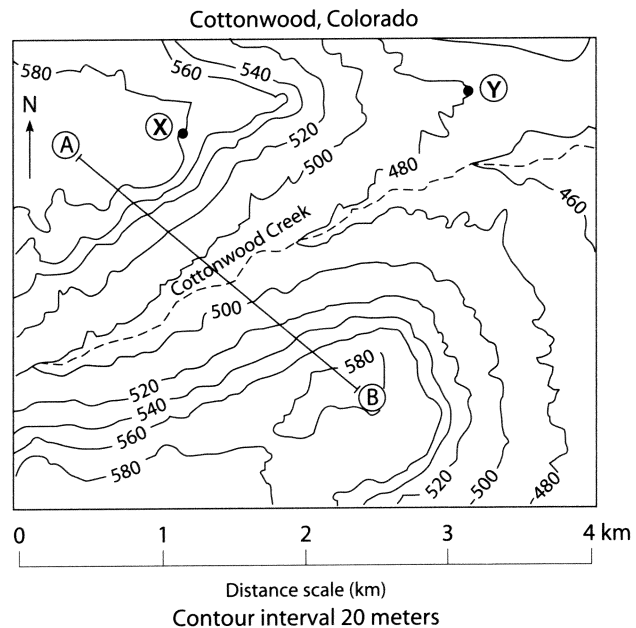 Cottonwood, Colorado
580
560
540
N
Y
X
A
520
500
480
460
Cottonwood Creek
500
580
B
520
540
560
580
520
500
480
0 1 2 3 4 km
Distance scale (km)
Contour interval 20 meters